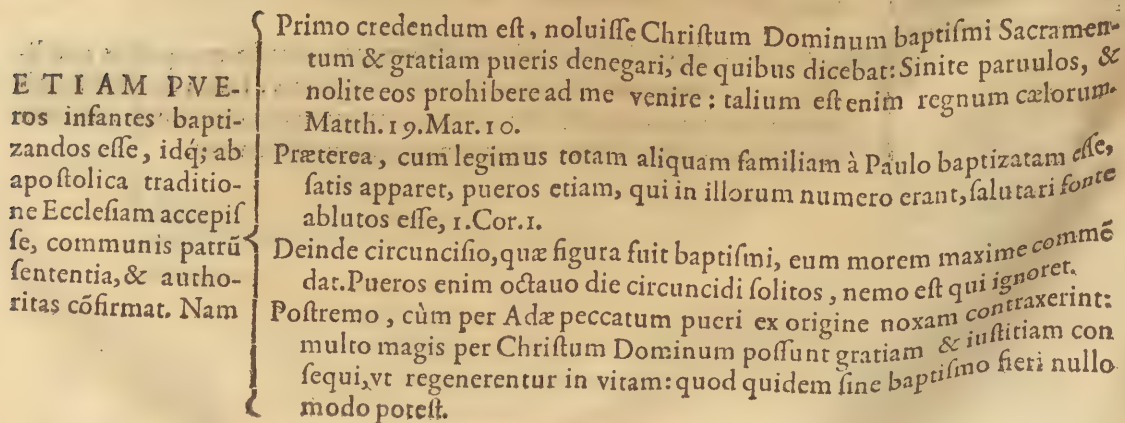 ETIAM PVE-
ros infantes bapti-
zandos eſſe, idq́; ab
apoſtolica traditio-
ne Eccleſiam accepiſ
ſe, communis patrũ
ſententia, & autho-
ritas cõfirmat. Nam
Primo credendum eſt, noluiſſe Chriſtum Dominum baptiſmi Sacramen-
tum & gratiam pueris denegari, de quibus dicebat: Sinite paruulos, &
nolite eos prohibere ad me venire: talium eſt enim regnum cælorum.
Matth. 19. Mar. 10.
Præterea, cum legimus totam aliquam familiam à Paulo baptizatam eſſe,
ſatis apparet, pueros etiam, qui in illorum numero erant, ſalutari fonte
ablutos eſſe, 1. Cor. 1.
Deinde circunciſio, quæ figura fuit baptiſmi, eum morem maxime commẽ
dat. Pueros enim octauo die circuncidi ſolitos, nemo eſt qui ignoret.
Poſtremo, cùm per Adæ peccatum pueri ex origine noxam contraxerint:
multo magis per Chriſtum Dominum poſſunt gratiam & iuſtitiam con
ſequi, vt regenerentur in vitam: quod quidem ſine baptiſmo fieri nullo
modo poteſt.